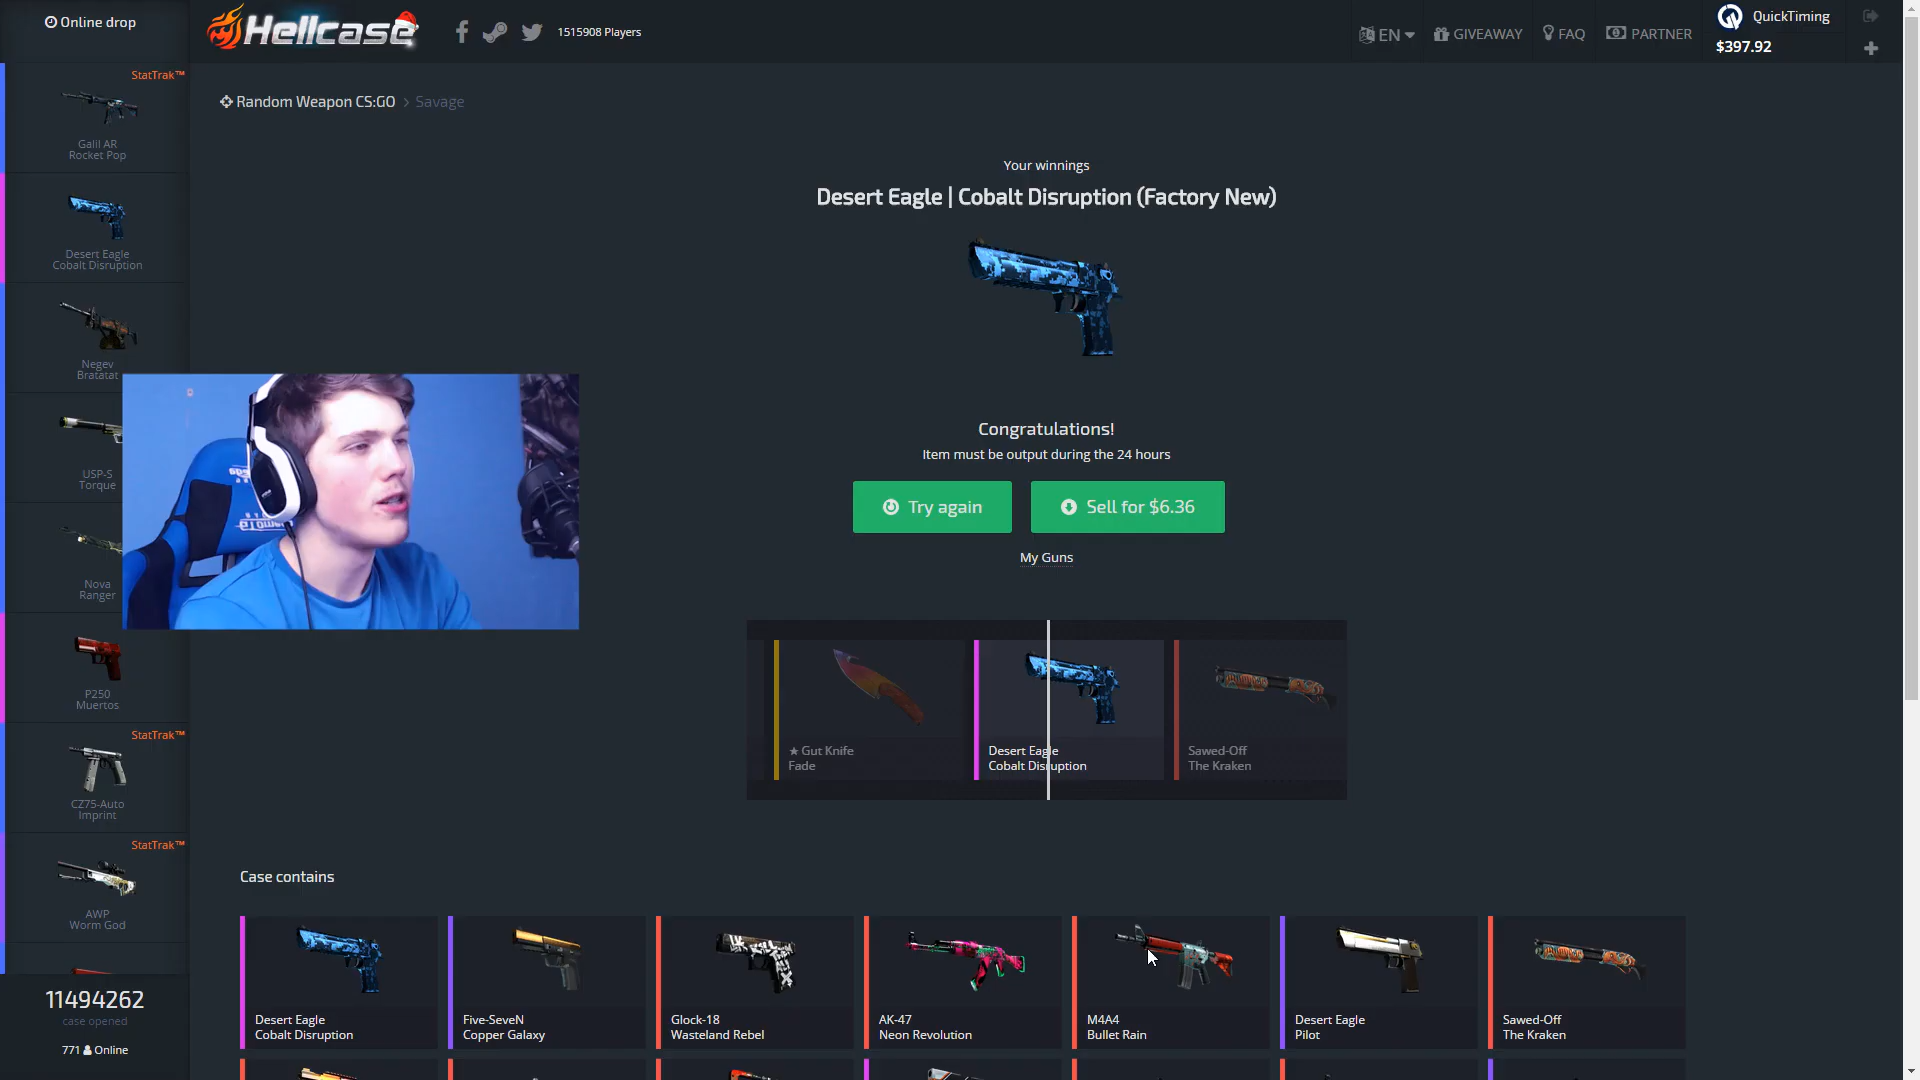 Online drop
Hellcase
1515908 Players
EN
GIVEAWAY
FAQ
PARTNER
QuickTiming
$397.92
Random Weapon CS:GO > Savage
StatTrak™
Galil AR
Rocket Pop
Desert Eagle
Cobalt Disruption
Negev
Bratatat
USP-S
Torque
Nova
Ranger
P250
Muertos
StatTrak™
CZ75-Auto
Imprint
StatTrak™
AWP
Worm God
11494262
case opened
771 Online
Your winnings
Desert Eagle | Cobalt Disruption (Factory New)
Congratulations!
Item must be output during the 24 hours
Try again
Sell for $6.36
My Guns
★ Gut Knife
Fade
Desert Eagle
Cobalt Disruption
Sawed-Off
The Kraken
Case contains
Desert Eagle
Cobalt Disruption
Five-SeveN
Copper Galaxy
Glock-18
Wasteland Rebel
AK-47
Neon Revolution
M4A4
Bullet Rain
Desert Eagle
Pilot
Sawed-Off
The Kraken